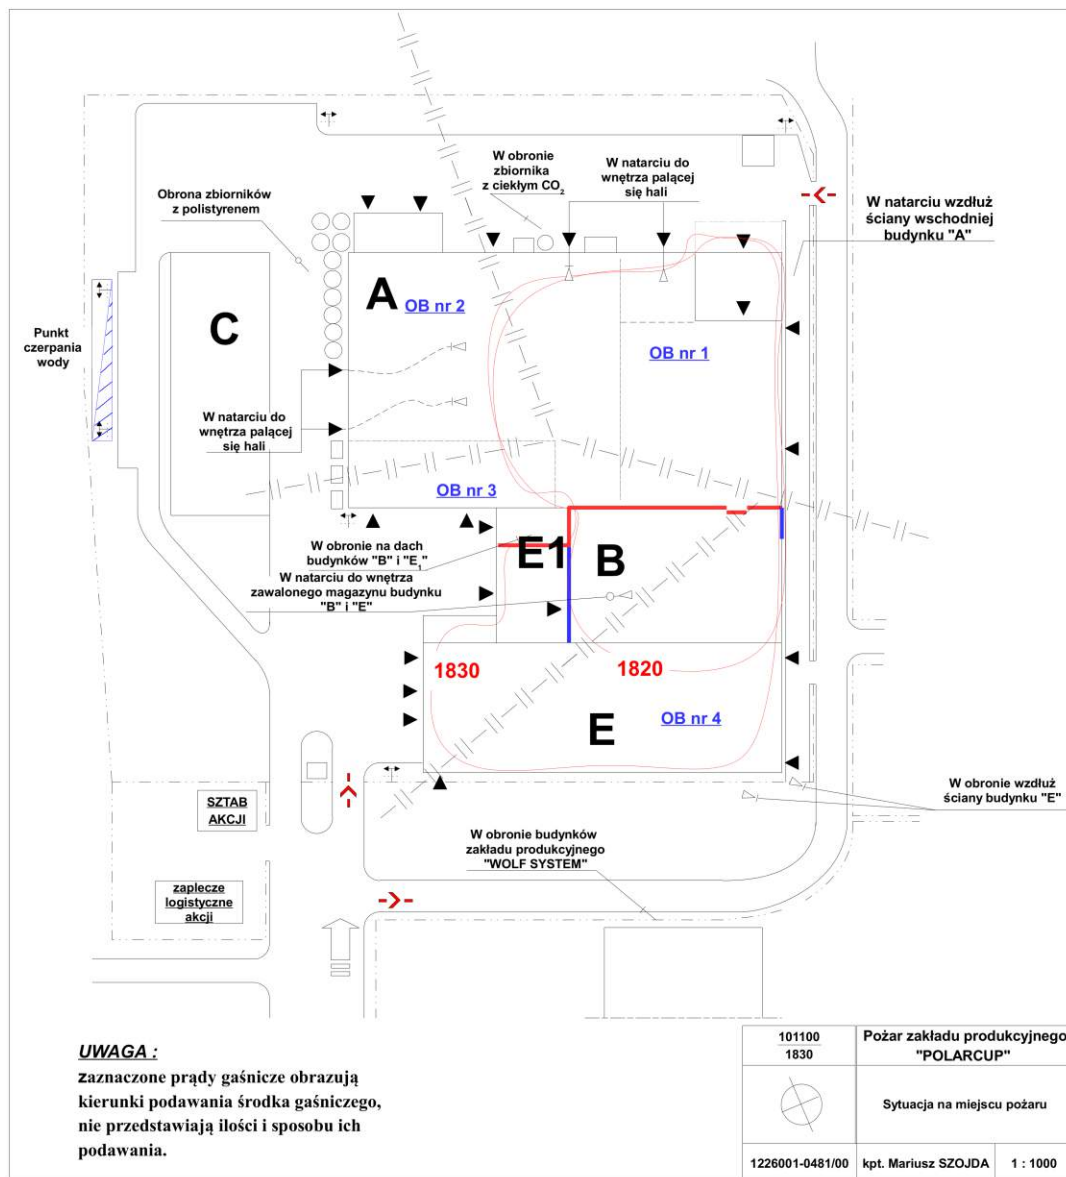 W obronie
zbiornika
z ciekłym CO2
W natarciu do
wnętrza palącej
się hali
Obrona zbiorników
z polistyrenem
W natarciu wzdłuż
ściany wschodniej
budynku "A"
A
OB nr 2
C
Punkt
czerpania
wody
OB nr 1
W natarciu do
wnętrza palącej
się hali
OB nr 3
W obronie na dach
budynków "B" i "E1"
W natarciu do wnętrza
zawalonego magazynu budynku
"B" i "E"
E1
B
1830
1820
OB nr 4
E
SZTAB
AKCJI
W obronie wzdłuż
ściany budynku "E"
W obronie budynków
zakładu produkcyjnego
"WOLF SYSTEM"
zaplecze
logistyczne
akcji
UWAGA :
zaznaczone prądy gaśnicze obrazują
kierunki podawania środka gaśniczego,
nie przedstawiają ilości i sposobu ich
podawania.
101100
1830
Pożar zakładu produkcyjnego
"POLARCUP"
Sytuacja na miejscu pożaru
1226001-0481/00
kpt. Mariusz SZOJDA
1 : 1000